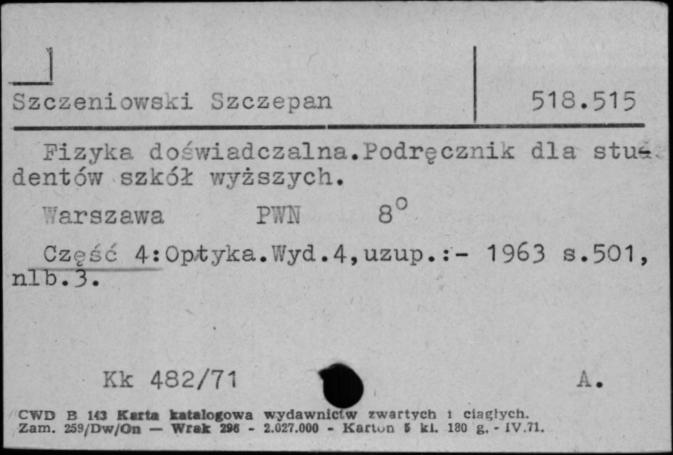 Szczeniowski Szczepan 518.515
Fizyka doświadczalna.Podręcznik dla stu-
dentów szkół wyższych.
Warszawa PWN 8°
Część 4:Optyka.Wyd.4,uzup.:- 1963 s.501,
nlb.3.
Kk 482/71 A.
CWD B 143 Karta katalogowa wydawnictw zwartych i ciągłych.
Zam. 259/Dw/On — Wrak 296 - 2.027.000 - Karton 5 kl. 180 g. - IV.71.